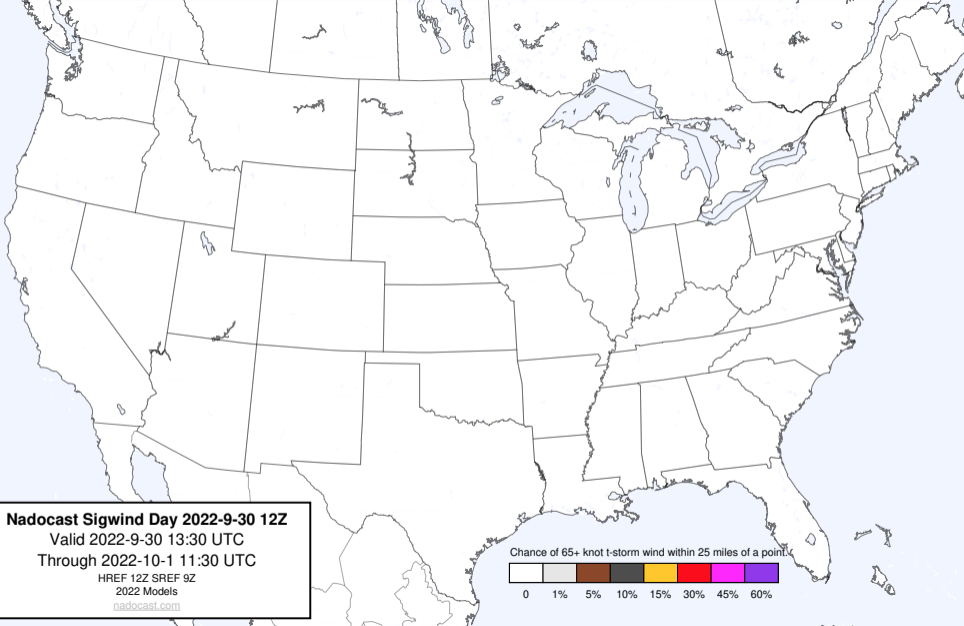 Nadocast Sigwind Day 2022-9-30 12Z
Valid 2022-9-30 13:30 UTC
Through 2022-10-1 11:30 UTC
HREF 12Z SREF 9Z
2022 Models
nadocast.com
Chance of 65+ knot t-storm wind within 25 miles of a point.
0 1% 5% 10% 15% 30% 45% 60%